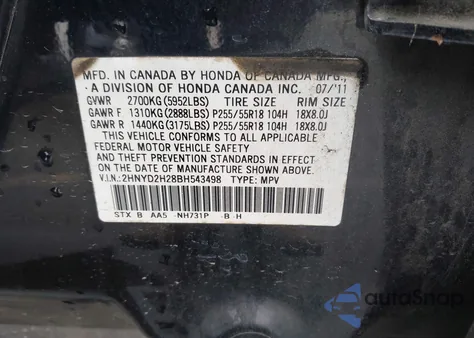 MFD. IN CANADA BY HONDA OF CANADA MFG.,
A DIVISION OF HONDA CANADA INC. 07/'11
GVWR 2700KG(5952LBS) TIRE SIZE RIM SIZE
GAWR F 1310KG(2888LBS) P255/55R18 104H 18X8.0J
GAWR R 1440KG(3175LBS) P255/55R18 104H 18X8.0J
THIS VEHICLE CONFORMS TO ALL APPLICABLE
FEDERAL MOTOR VEHICLE SAFETY
AND THEFT PREVENTION STANDARDS IN EFFECT
ON THE DATE OF MANUFACTURE SHOWN ABOVE.
V.I.N.: 2HNYD2H28BH543498 TYPE: MPV
STX B AA5 NH731P B H
AutoSnap